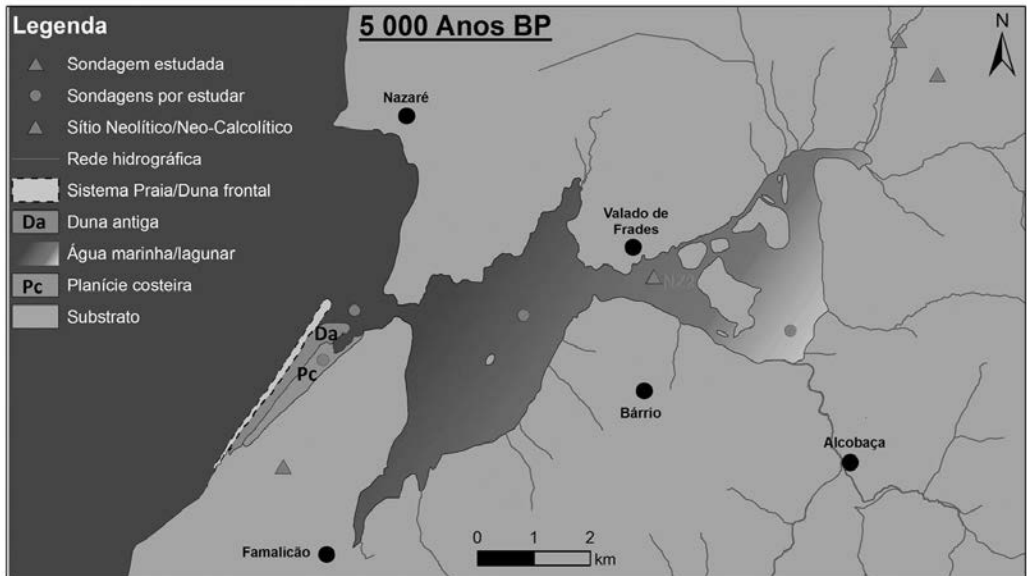 Legenda
5 000 Anos BP
N
Sondagem estudada
Sondagens por estudar
Sítio Neolítico/Neo-Calcolítico
Rede hidrográfica
Sistema Praia/Duna frontal
Da Duna antiga
Água marinha/lagunar
Pc Planície costeira
Substrato
Nazaré
Valado de
Frades
NZ2
Da
Pc
Bárrio
Alcobaça
Famalicão
0 1 2
km